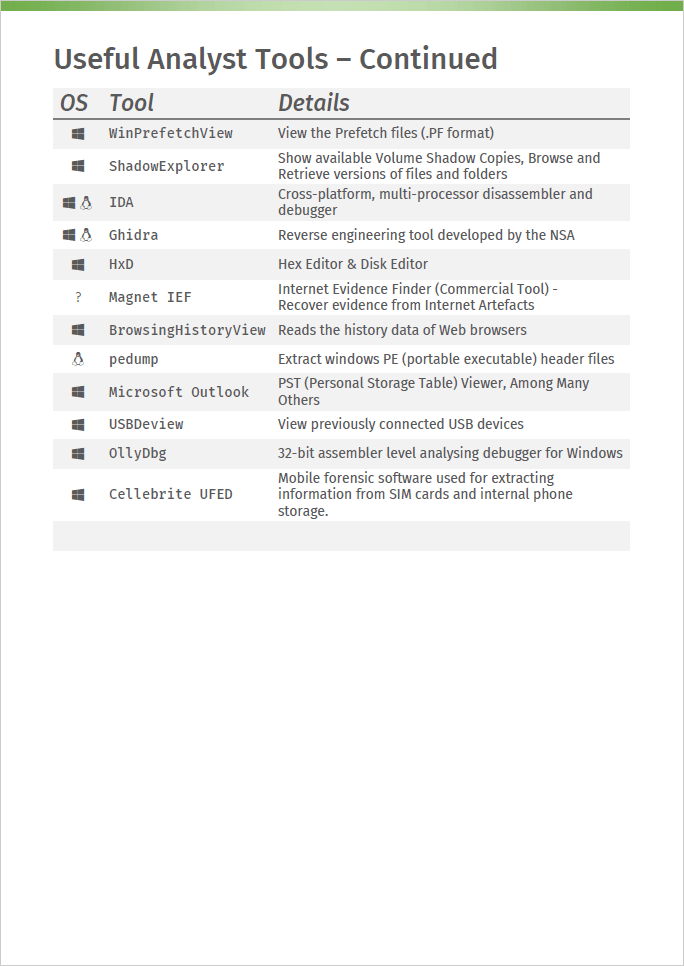 Useful Analyst Tools – Continued
OS Tool Details
WinPrefetchView View the Prefetch files (.PF format)
ShadowExplorer Show available Volume Shadow Copies, Browse and
Retrieve versions of files and folders
IDA Cross-platform, multi-processor disassembler and
debugger
Ghidra Reverse engineering tool developed by the NSA
HxD Hex Editor & Disk Editor
? Magnet IEF Internet Evidence Finder (Commercial Tool) -
Recover evidence from Internet Artefacts
BrowsingHistoryView Reads the history data of Web browsers
pedump Extract windows PE (portable executable) header files
Microsoft Outlook PST (Personal Storage Table) Viewer, Among Many
Others
USBDeview View previously connected USB devices
OllyDbg 32-bit assembler level analysing debugger for Windows
Cellebrite UFED Mobile forensic software used for extracting
information from SIM cards and internal phone
storage.